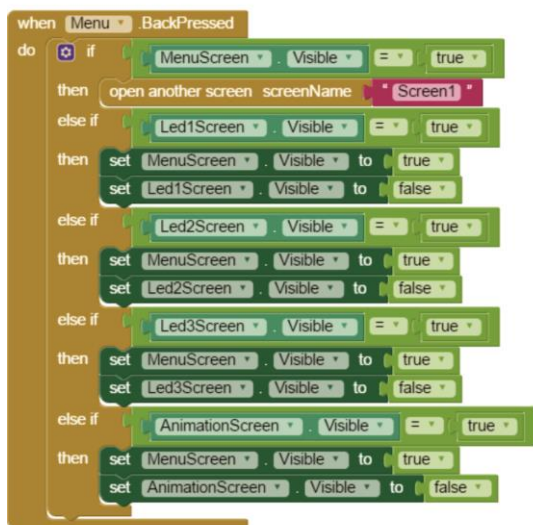 when Menu .BackPressed
do if MenuScreen . Visible = true
then open another screen screenName " Screen1 "
else if Led1Screen . Visible = true
then set MenuScreen . Visible to true
set Led1Screen . Visible to false
else if Led2Screen . Visible = true
then set MenuScreen . Visible to true
set Led2Screen . Visible to false
else if Led3Screen . Visible = true
then set MenuScreen . Visible to true
set Led3Screen . Visible to false
else if AnimationScreen . Visible = true
then set MenuScreen . Visible to true
set AnimationScreen . Visible to false